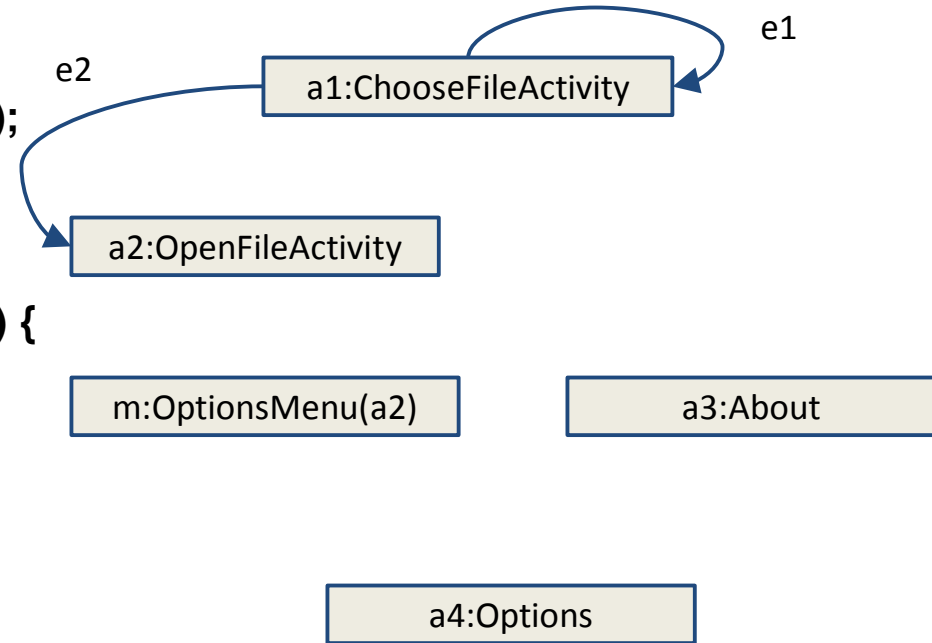 e1
e2
a1:ChooseFileActivity
);
a2:OpenFileActivity
) {
m:OptionsMenu(a2) a3:About
a4:Options